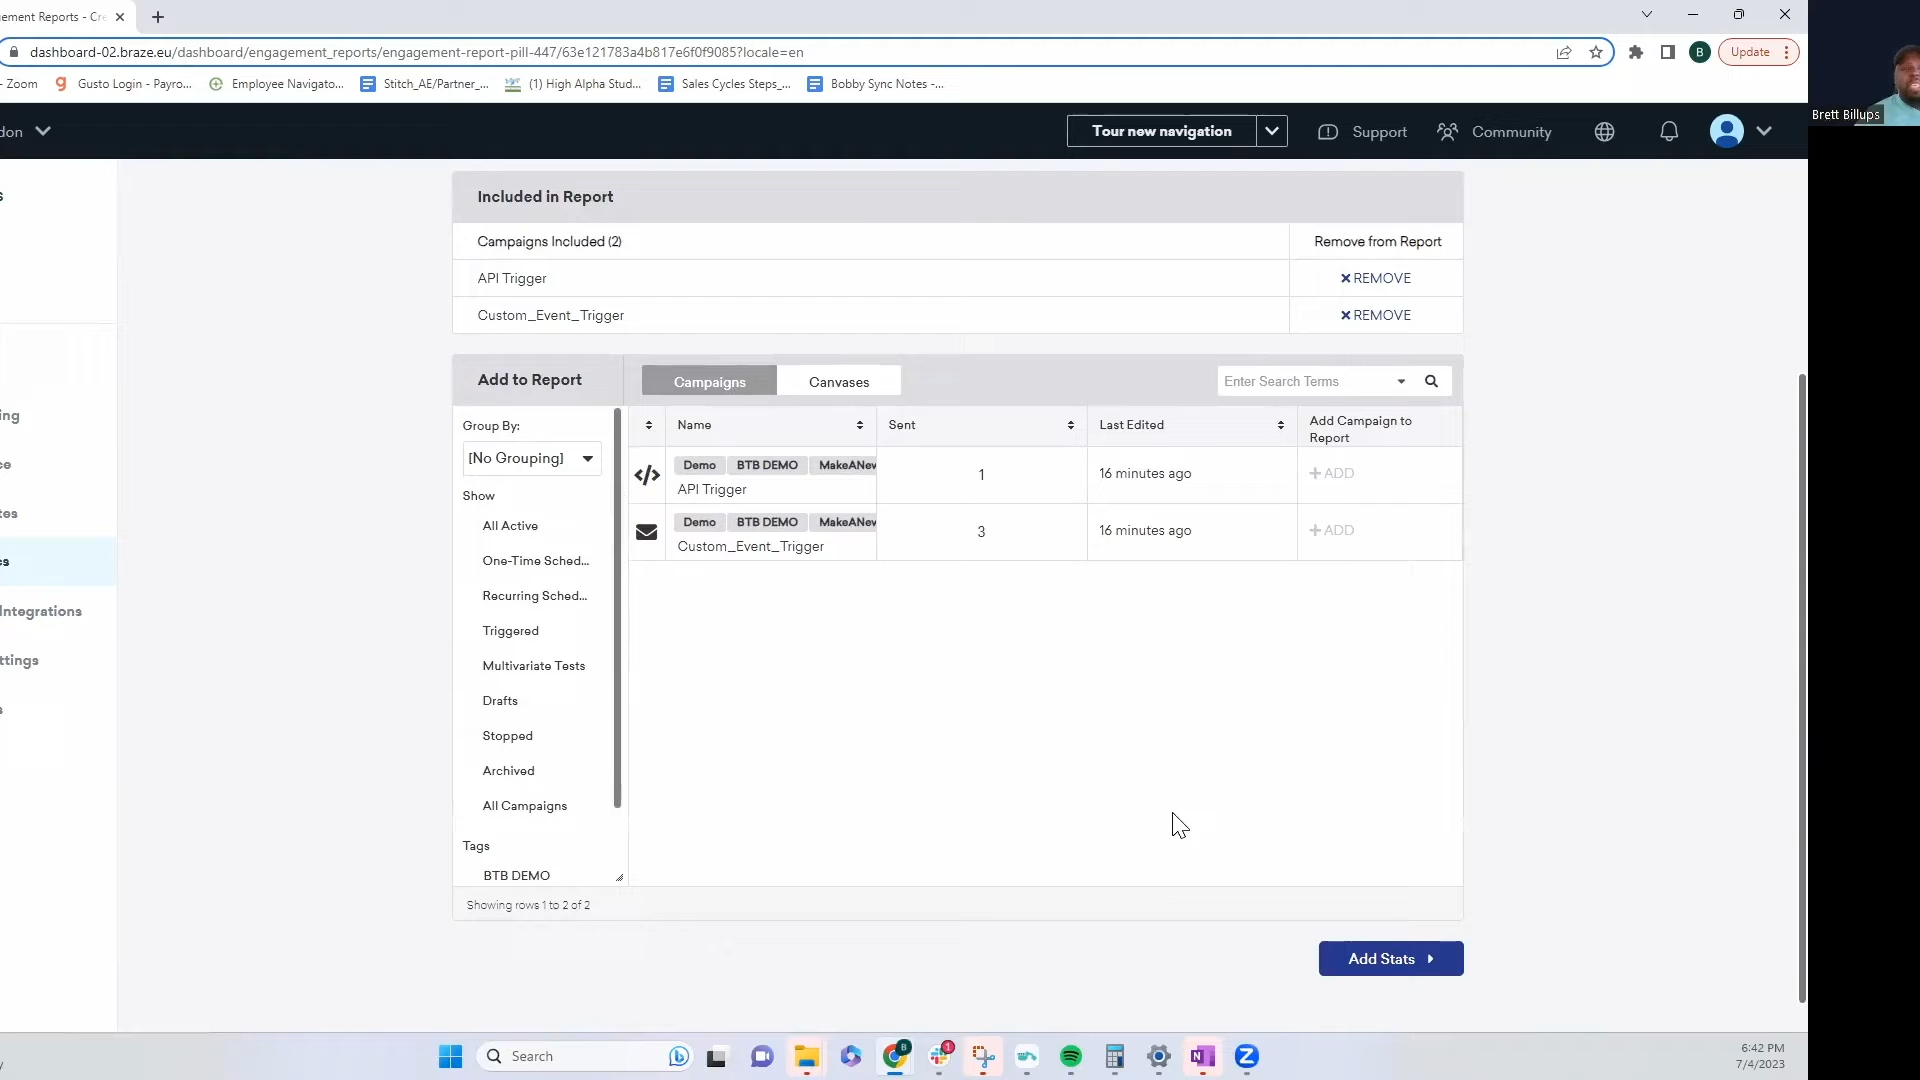 ement Reports - Cre
dashboard-02.braze.eu/dashboard/engagement_reports/engagement-report-pill-447/63e121783a4b817e6f0f9085?locale=en
B
Update
- Zoom
Gusto Login - Payro...
Employee Navigato...
Stitch_AE/Partner_...
(1) High Alpha Stud...
Sales Cycles Steps_...
Bobby Sync Notes -...
Brett Billups
don
Tour new navigation
Support
Community
s
ing
ce
tes
cs
Integrations
ttings
s
Included in Report
Campaigns Included (2)
Remove from Report
API Trigger
REMOVE
Custom_Event_Trigger
REMOVE
Add to Report
Campaigns
Canvases
Enter Search Terms
Group By:
[No Grouping]
Show
All Active
One-Time Sched...
Recurring Sched...
Triggered
Multivariate Tests
Drafts
Stopped
Archived
All Campaigns
Tags
BTB DEMO
Name
Sent
Last Edited
Add Campaign to
Report
Demo BTB DEMO MakeANew
API Trigger
1
16 minutes ago
+ ADD
Demo BTB DEMO MakeANew
Custom_Event_Trigger
3
16 minutes ago
+ ADD
Showing rows 1 to 2 of 2
Add Stats
Search
B
1
N
Z
6:42 PM
7/4/2023